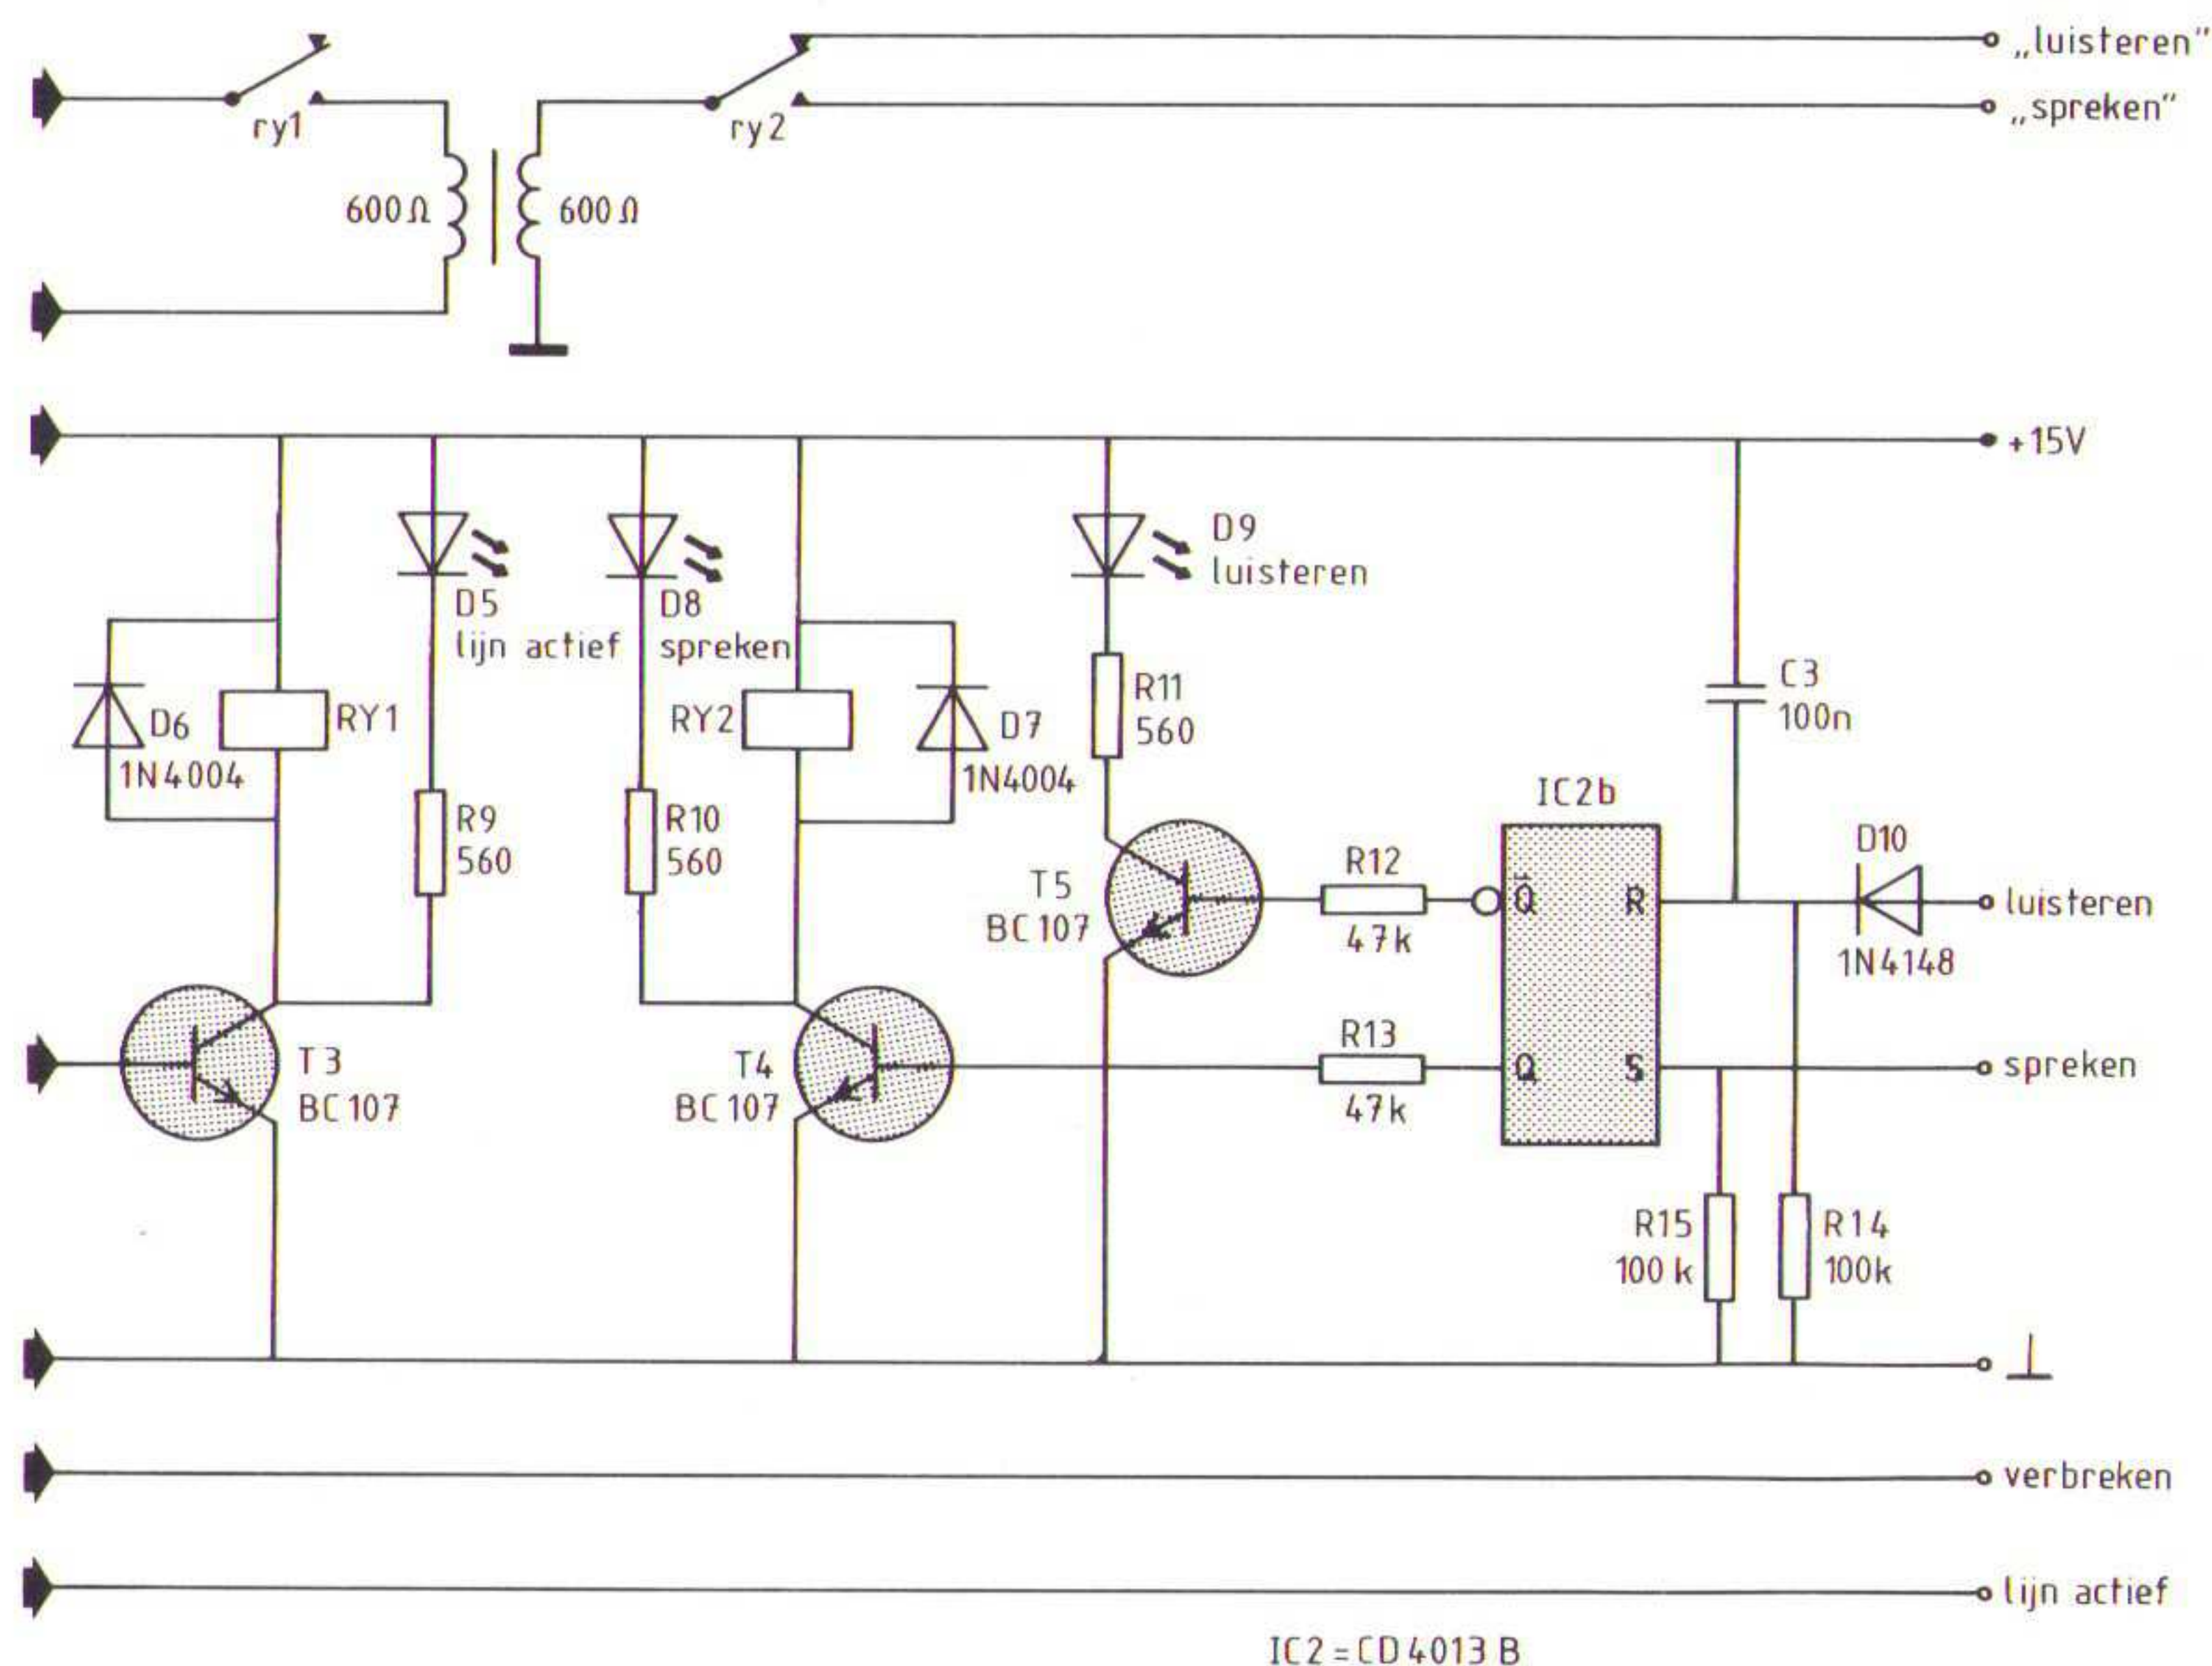 „luisteren"
„spreken"
ry1
ry2
600Ω
600Ω
+15V
D9
luisteren
D5
lijn actief
D8
spreken
C3
100n
R11
560
D6
1N4004
RY1
RY2
D7
1N4004
IC2b
R9
560
R10
560
D10
R12
47k
T5
BC107
Q̄
R
luisteren
1N4148
R13
47k
T3
BC107
T4
BC107
Q
S
spreken
R15
100k
R14
100k
⊥
verbreken
lijn actief
IC2=CD4013B